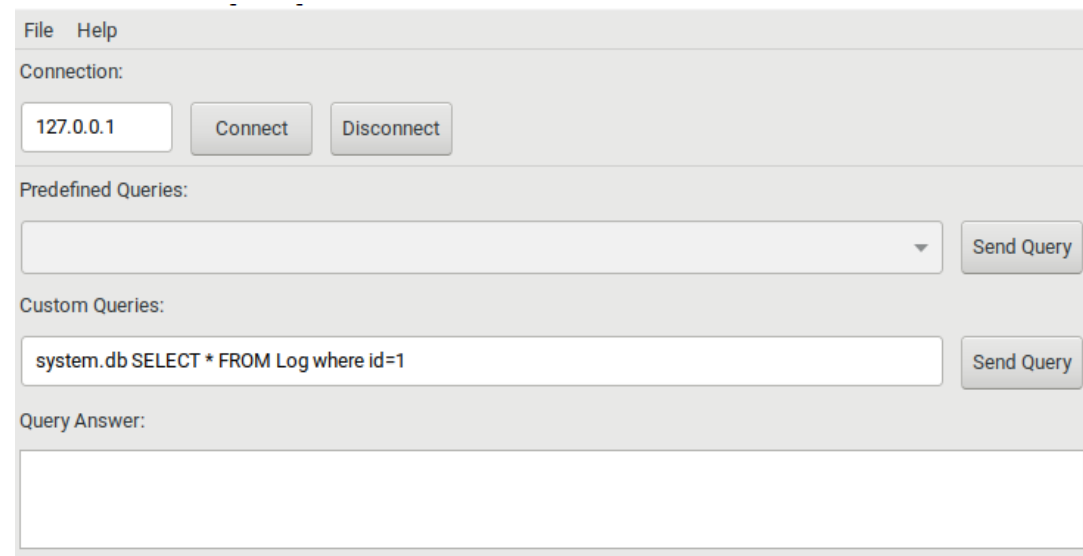 File Help
Connection:
127.0.0.1 Connect Disconnect
Predefined Queries:
Send Query
Custom Queries:
system.db SELECT * FROM Log where id=1 Send Query
Query Answer: